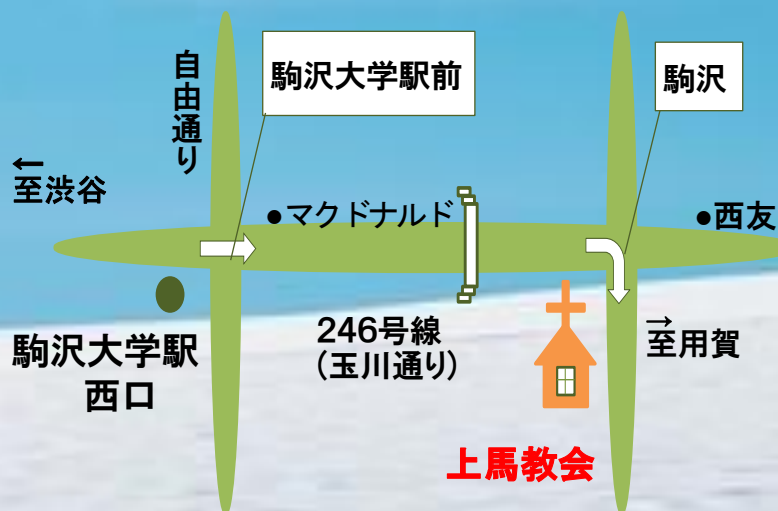 自由通り
駒沢大学駅前
駒沢
←
至渋谷
●マクドナルド
●西友
駒沢大学駅
西口
246号線
(玉川通り)
→
至用賀
上馬教会